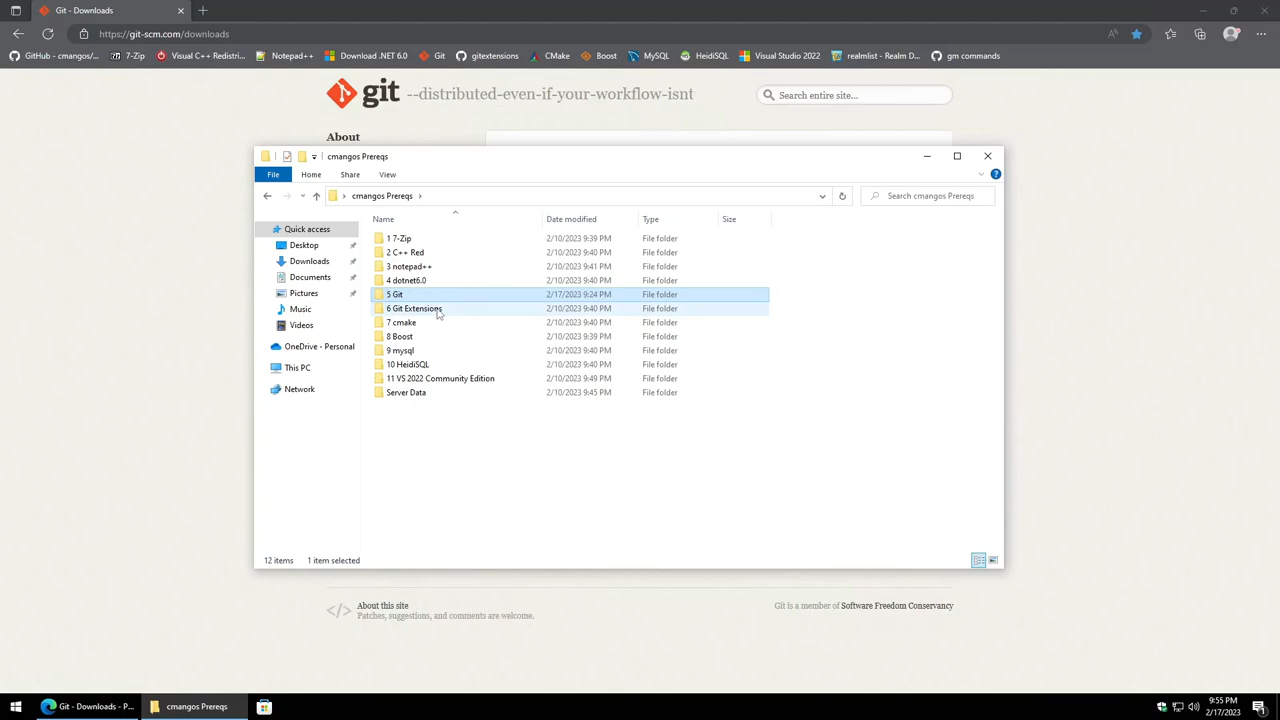 Git - Downloads
https://git-scm.com/downloads
GitHub - cmangos/...
7-Zip
Visual C++ Redistri...
Notepad++
Download .NET 6.0
Git
gitextensions
CMake
Boost
MySQL
HeidiSQL
Visual Studio 2022
realmlist - Realm D...
gm commands
git --distributed-even-if-your-workflow-isnt
Search entire site...
About
cmangos Prereqs
File Home Share View
cmangos Prereqs
Search cmangos Prereqs
Name Date modified Type Size
Quick access
Desktop
Downloads
Documents
Pictures
Music
Videos
OneDrive - Personal
This PC
Network
1 7-Zip 2/10/2023 9:39 PM File folder
2 C++ Red 2/10/2023 9:40 PM File folder
3 notepad++ 2/10/2023 9:41 PM File folder
4 dotnet6.0 2/10/2023 9:40 PM File folder
5 Git 2/17/2023 9:24 PM File folder
6 Git Extensions 2/10/2023 9:40 PM File folder
7 cmake 2/10/2023 9:40 PM File folder
8 Boost 2/10/2023 9:40 PM File folder
9 mysql 2/10/2023 9:40 PM File folder
10 HeidiSQL 2/10/2023 9:40 PM File folder
11 VS 2022 Community Edition 2/10/2023 9:49 PM File folder
Server Data 2/10/2023 9:45 PM File folder
12 items 1 item selected
</> About this site
Patches, suggestions, and comments are welcome.
Git is a member of Software Freedom Conservancy
Git - Downloads - P...
cmangos Prereqs
9:55 PM
2/17/2023
1